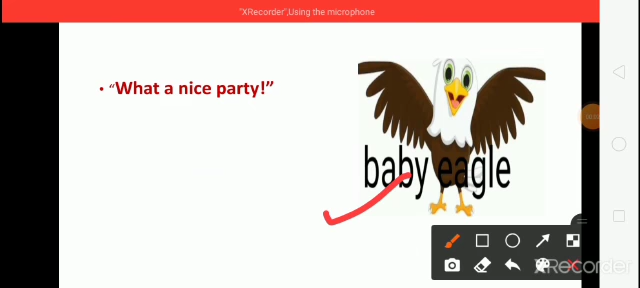 "XRecorder",Using the microphone
• “What a nice party!”
baby eagle
XRecorder